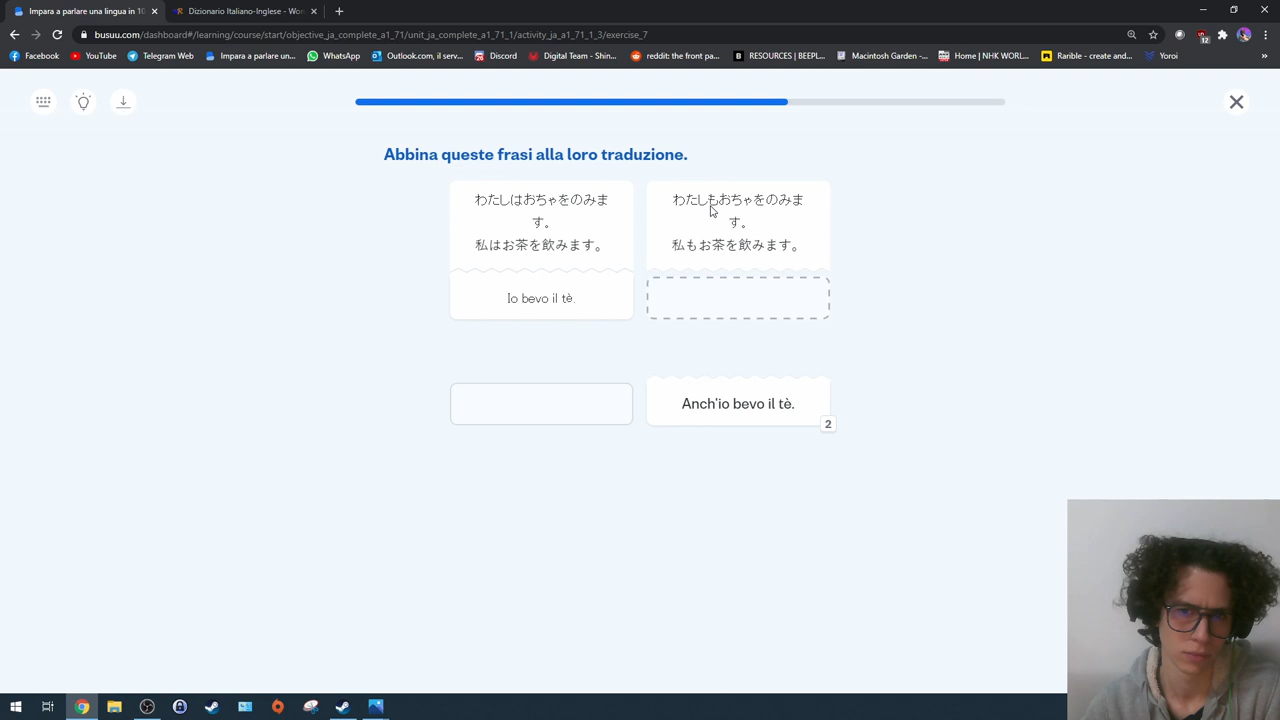 Impara a parlare una lingua in 10
Dizionario Italiano-Inglese - Wor
busuu.com/dashboard#/learning/course/start/objective_ja_complete_a1_71/unit_ja_complete_a1_71_1/activity_ja_a1_71_1_3/exercise_7
Facebook
YouTube
Telegram Web
Impara a parlare un...
WhatsApp
Outlook.com, il serv...
Discord
Digital Team - Shin...
reddit: the front pa...
RESOURCES | BEEPL...
Macintosh Garden -...
Home | NHK WORL...
Rarible - create and...
Yoroi
12
Abbina queste frasi alla loro traduzione.
わたしはおちゃをのみま
す。
私はお茶を飲みます。
Io bevo il tè.
わたしもおちゃをのみま
す。
私もお茶を飲みます。
Anch'io bevo il tè.
2